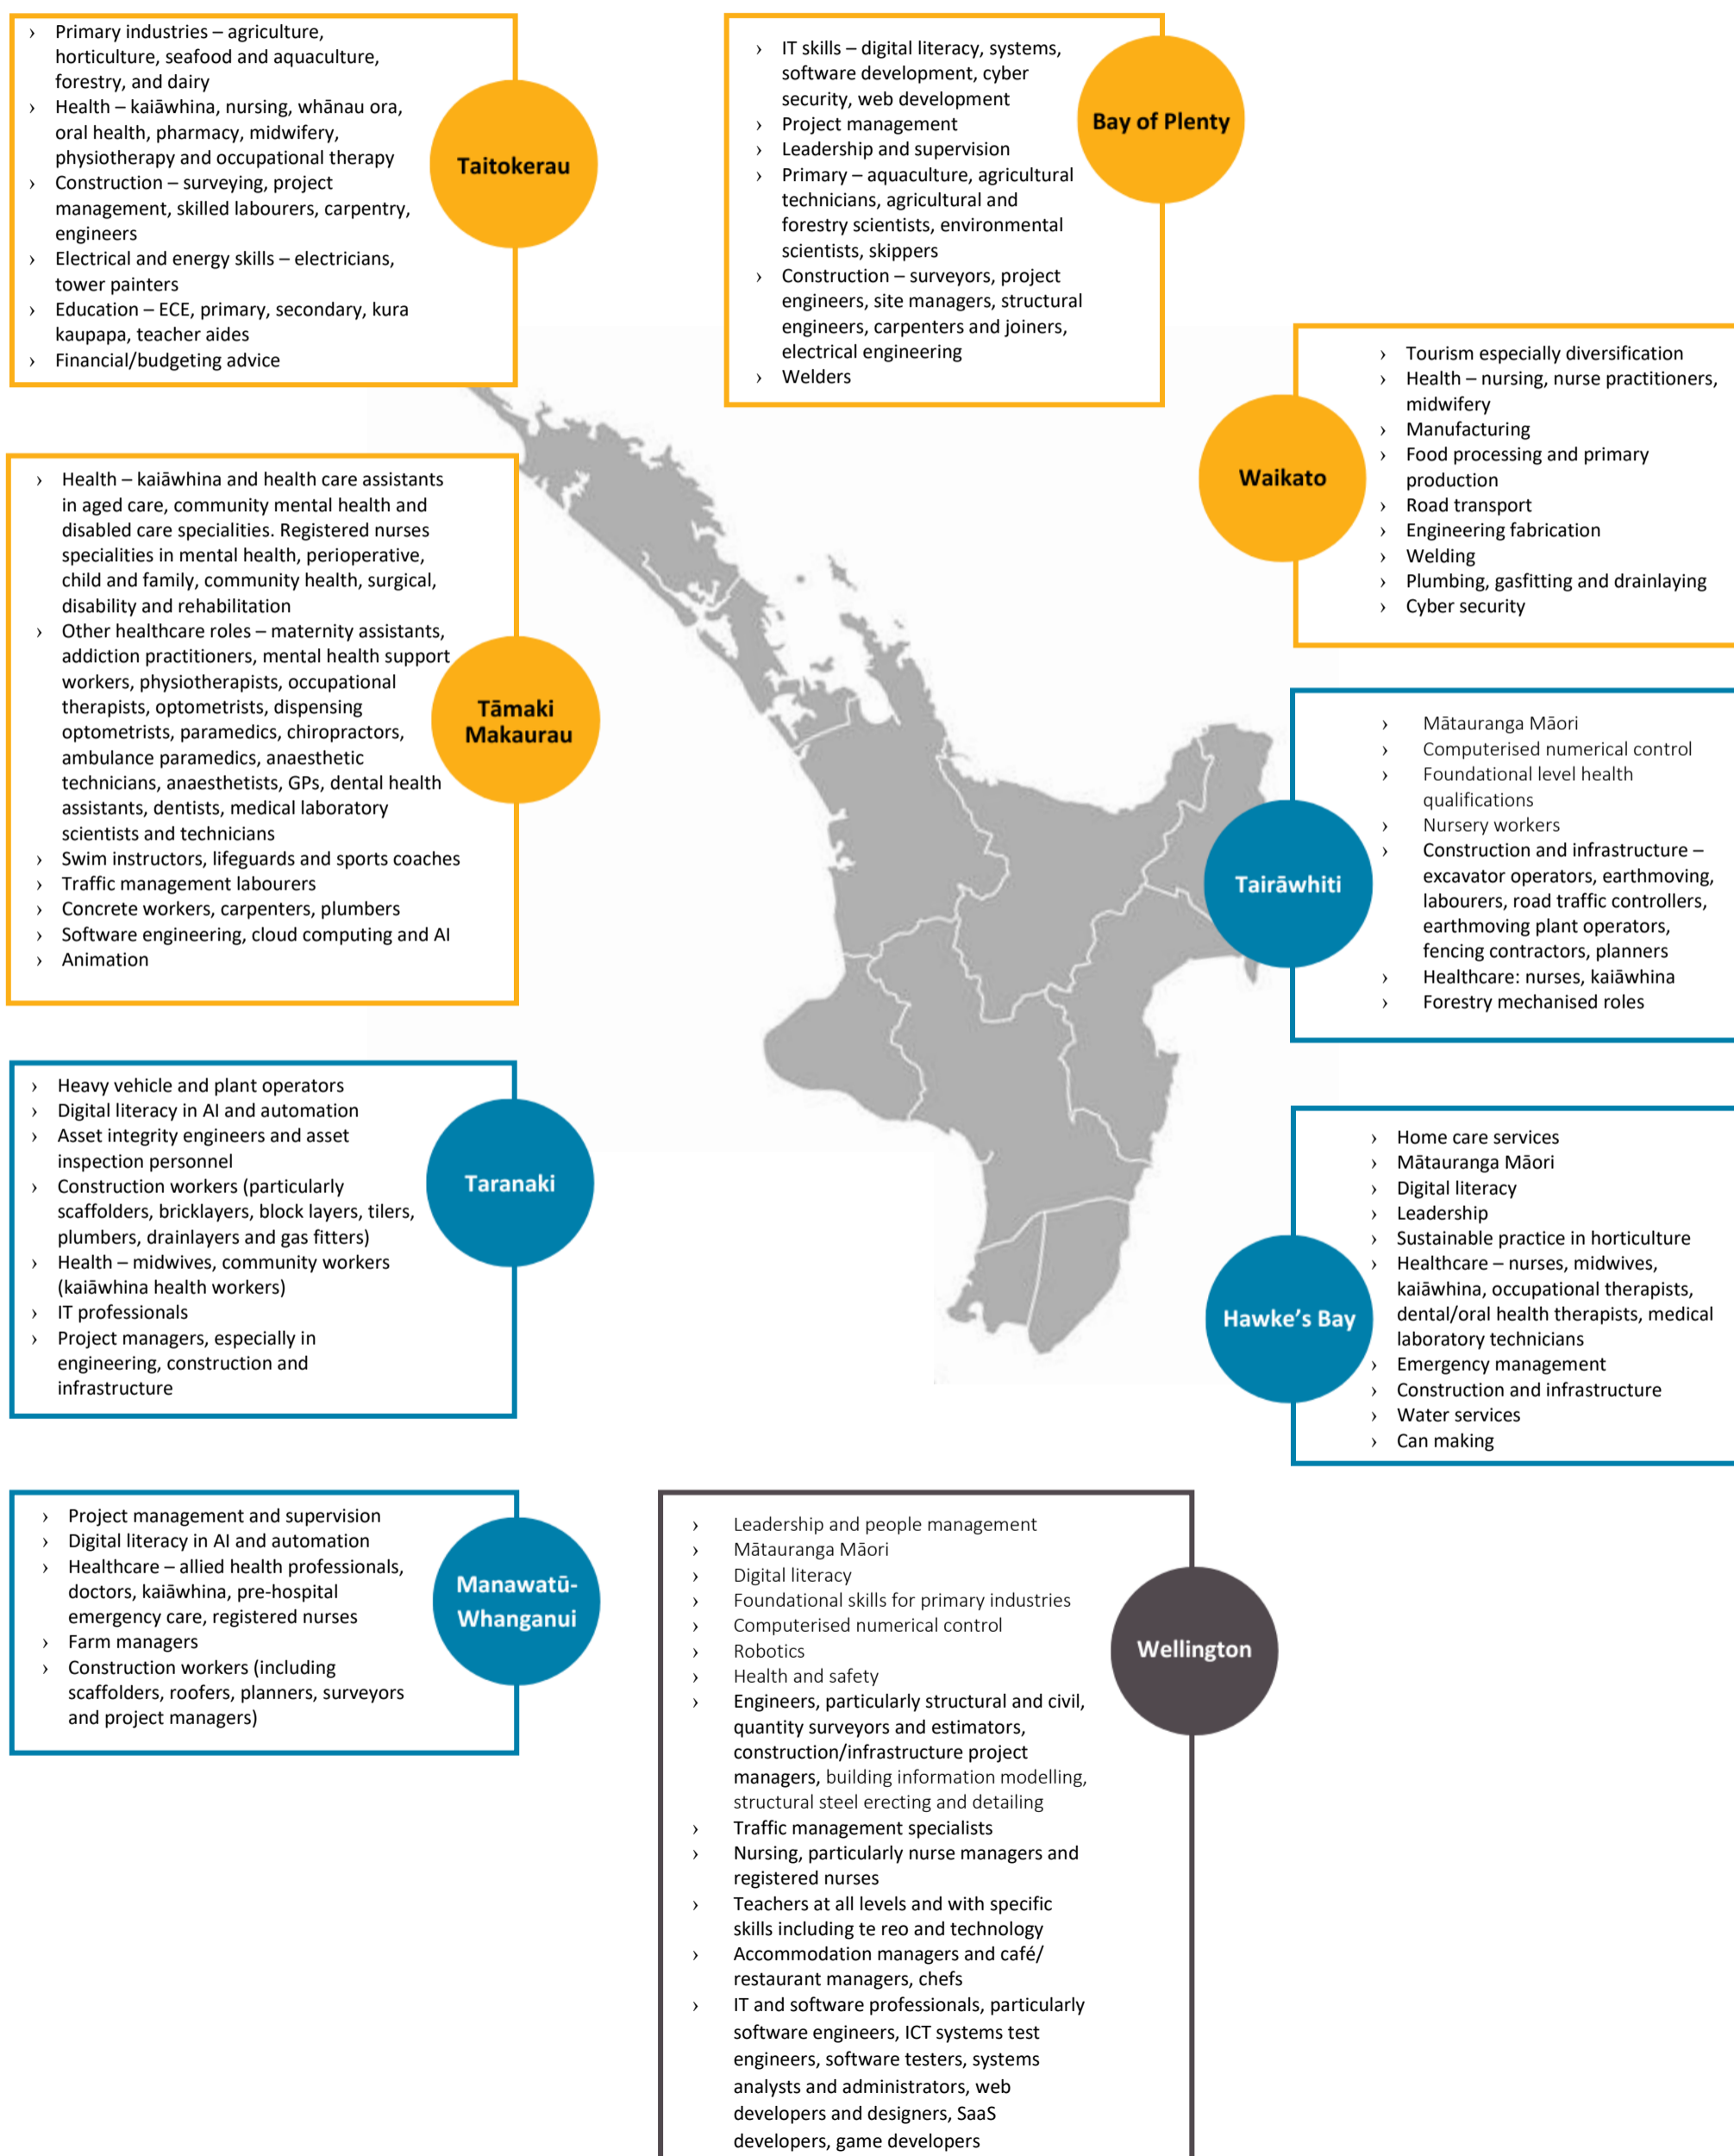 › Primary industries – agriculture,
horticulture, seafood and aquaculture,
forestry, and dairy
› Health – kaiāwhina, nursing, whānau ora,
oral health, pharmacy, midwifery,
physiotherapy and occupational therapy
› Construction – surveying, project
management, skilled labourers, carpentry,
engineers
› Electrical and energy skills – electricians,
tower painters
› Education – ECE, primary, secondary, kura
kaupapa, teacher aides
› Financial/budgeting advice
Taitokerau
› IT skills – digital literacy, systems,
software development, cyber
security, web development
› Project management
› Leadership and supervision
› Primary – aquaculture, agricultural
technicians, agricultural and
forestry scientists, environmental
scientists, skippers
› Construction – surveyors, project
engineers, site managers, structural
engineers, carpenters and joiners,
electrical engineering
› Welders
Bay of Plenty
› Tourism especially diversification
› Health – nursing, nurse practitioners,
midwifery
› Manufacturing
› Food processing and primary
production
› Road transport
› Engineering fabrication
› Welding
› Plumbing, gasfitting and drainlaying
› Cyber security
Waikato
› Health – kaiāwhina and health care assistants
in aged care, community mental health and
disabled care specialities. Registered nurses
specialities in mental health, perioperative,
child and family, community health, surgical,
disability and rehabilitation
› Other healthcare roles – maternity assistants,
addiction practitioners, mental health support
workers, physiotherapists, occupational
therapists, optometrists, dispensing
optometrists, paramedics, chiropractors,
ambulance paramedics, anaesthetic
technicians, anaesthetists, GPs, dental health
assistants, dentists, medical laboratory
scientists and technicians
› Swim instructors, lifeguards and sports coaches
› Traffic management labourers
› Concrete workers, carpenters, plumbers
› Software engineering, cloud computing and AI
› Animation
Tāmaki
Makaurau
› Mātauranga Māori
› Computerised numerical control
› Foundational level health
qualifications
› Nursery workers
› Construction and infrastructure –
excavator operators, earthmoving,
labourers, road traffic controllers,
earthmoving plant operators,
fencing contractors, planners
› Healthcare: nurses, kaiāwhina
› Forestry mechanised roles
Tairāwhiti
› Heavy vehicle and plant operators
› Digital literacy in AI and automation
› Asset integrity engineers and asset
inspection personnel
› Construction workers (particularly
scaffolders, bricklayers, block layers, tilers,
plumbers, drainlayers and gas fitters)
› Health – midwives, community workers
(kaiāwhina health workers)
› IT professionals
› Project managers, especially in
engineering, construction and
infrastructure
Taranaki
› Home care services
› Mātauranga Māori
› Digital literacy
› Leadership
› Sustainable practice in horticulture
› Healthcare – nurses, midwives,
kaiāwhina, occupational therapists,
dental/oral health therapists, medical
laboratory technicians
› Emergency management
› Construction and infrastructure
› Water services
› Can making
Hawke's Bay
› Project management and supervision
› Digital literacy in AI and automation
› Healthcare – allied health professionals,
doctors, kaiāwhina, pre-hospital
emergency care, registered nurses
› Farm managers
› Construction workers (including
scaffolders, roofers, planners, surveyors
and project managers)
Manawatū-
Whanganui
› Leadership and people management
› Mātauranga Māori
› Digital literacy
› Foundational skills for primary industries
› Computerised numerical control
› Robotics
› Health and safety
› Engineers, particularly structural and civil,
quantity surveyors and estimators,
construction/infrastructure project
managers, building information modelling,
structural steel erecting and detailing
› Traffic management specialists
› Nursing, particularly nurse managers and
registered nurses
› Teachers at all levels and with specific
skills including te reo and technology
› Accommodation managers and café/
restaurant managers, chefs
› IT and software professionals, particularly
software engineers, ICT systems test
engineers, software testers, systems
analysts and administrators, web
developers and designers, SaaS
developers, game developers
Wellington